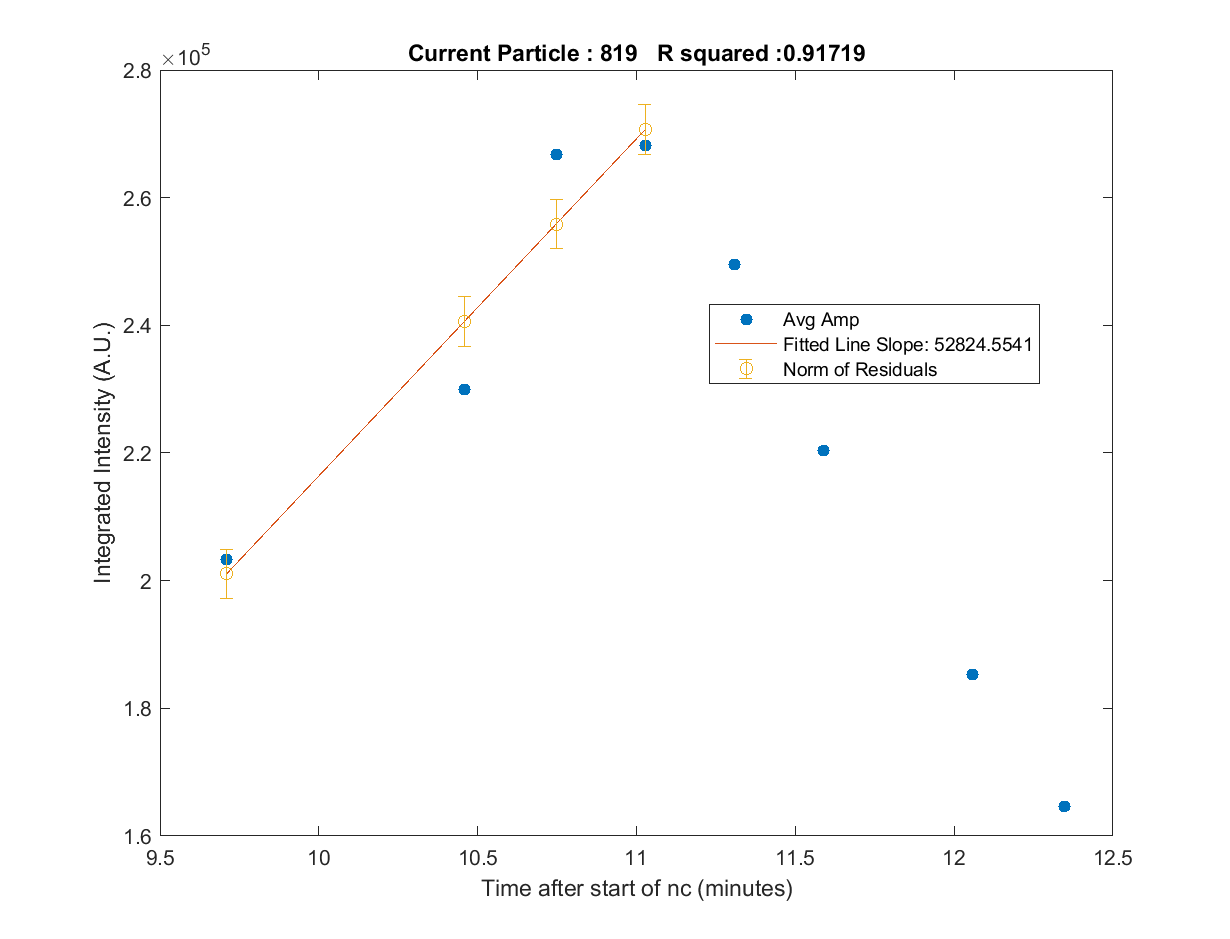 Current Particle : 819   R squared :0.91719
×10^5
2.8
2.6
2.4
2.2
2
1.8
1.6
Integrated Intensity (A.U.)
Avg Amp
Fitted Line Slope: 52824.5541
Norm of Residuals
9.5 10 10.5 11 11.5 12 12.5
Time after start of nc (minutes)